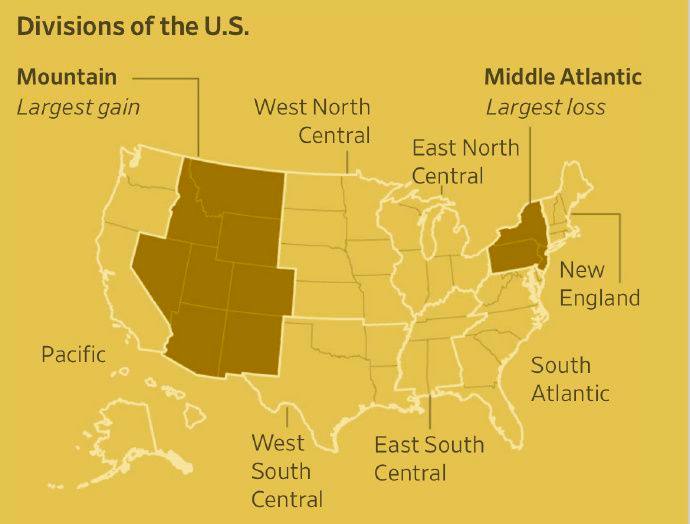 Divisions of the U.S.
Mountain
Largest gain
Middle Atlantic
Largest loss
West North
Central
East North
Central
New
England
Pacific
South
Atlantic
West
South
Central
East South
Central